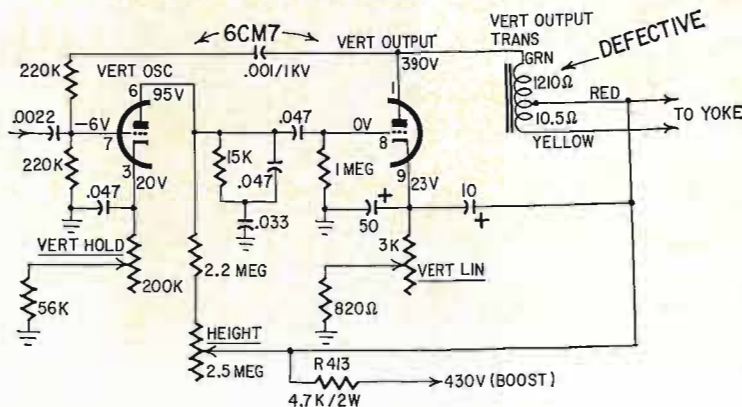 6CM7
VERT OUTPUT
VERT OUTPUT
TRANS
DEFECTIVE
220K
VERT OSC
.001/1KV
390V
GRN
1210Ω
RED
10.5Ω
TO YOKE
YELLOW
6
95V
1
.0022
-6V
7
.047
0V
8
220K
3
20V
15K
.047
1 MEG
9
23V
.047
.033
50
+
10
+
VERT HOLD
200K
2.2 MEG
3K
VERT LIN
56K
820Ω
HEIGHT
2.5 MEG
R413
4.7K/2W
430V (BOOST)